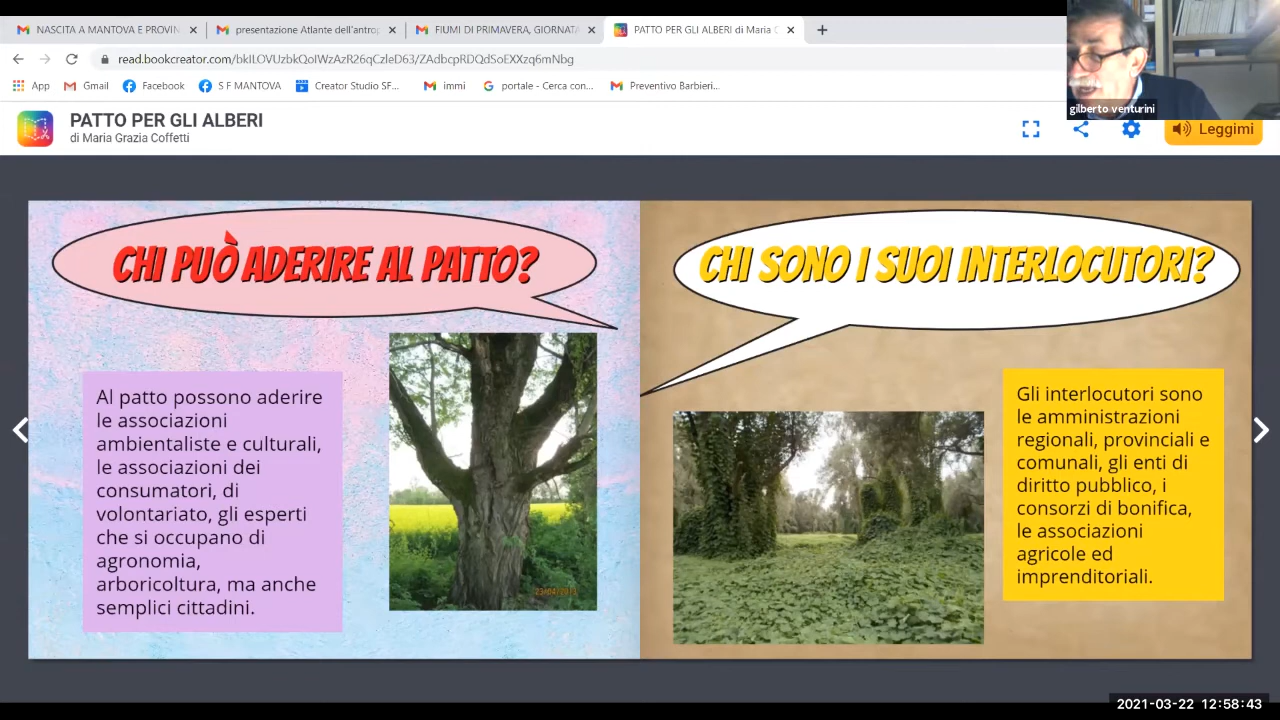 NASCITA A MANTOVA E PROVIN
presentazione Atlante dell'antrop
FIUMI DI PRIMAVERA, GIORNATA
PATTO PER GLI ALBERI di Maria G
read.bookcreator.com/
App
Gmail
Facebook
S F MANTOVA
Creator Studio SF...
immi
portale - Cerca con...
Preventivo Barbieri...
gilberto venturini
PATTO PER GLI ALBERI
di Maria Grazia Coffetti
Leggimi
CHI PUÒ ADERIRE AL PATTO?
Al patto possono aderire
le associazioni
ambientaliste e culturali,
le associazioni dei
consumatori, di
volontariato, gli esperti
che si occupano di
agronomia,
arboricoltura, ma anche
semplici cittadini.
23/04/2011
CHI SONO I SUOI INTERLOCUTORI?
Gli interlocutori sono
le amministrazioni
regionali, provinciali e
comunali, gli enti di
diritto pubblico, i
consorzi di bonifica,
le associazioni
agricole ed
imprenditoriali.
2021-03-22 12:58:43